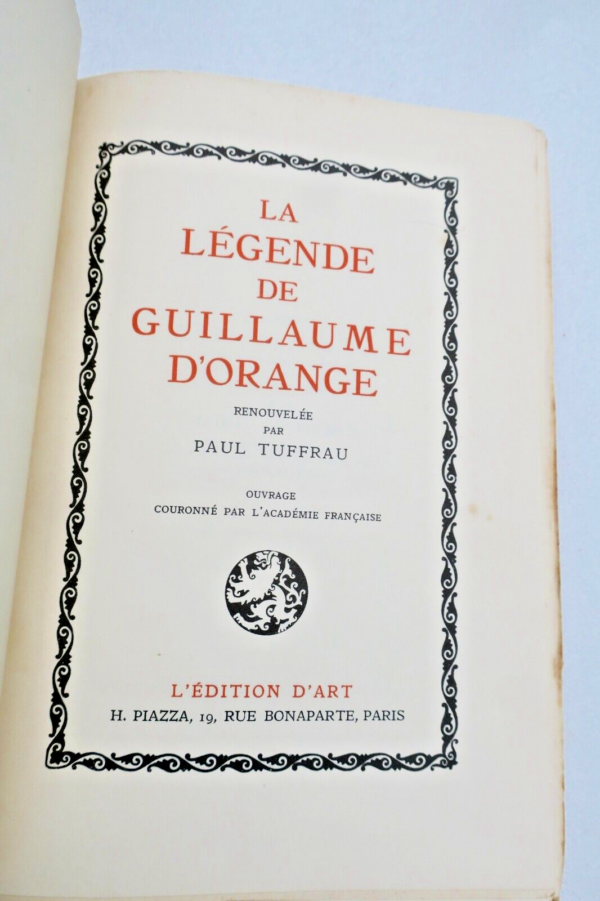 LA
LÉGENDE
DE
GUILLAUME
D'ORANGE
RENOUVELÉE
PAR
PAUL TUFFRAU
OUVRAGE
COURONNÉ PAR L'ACADÉMIE FRANÇAISE
L'ÉDITION D'ART
H. PIAZZA, 19, RUE BONAPARTE, PARIS